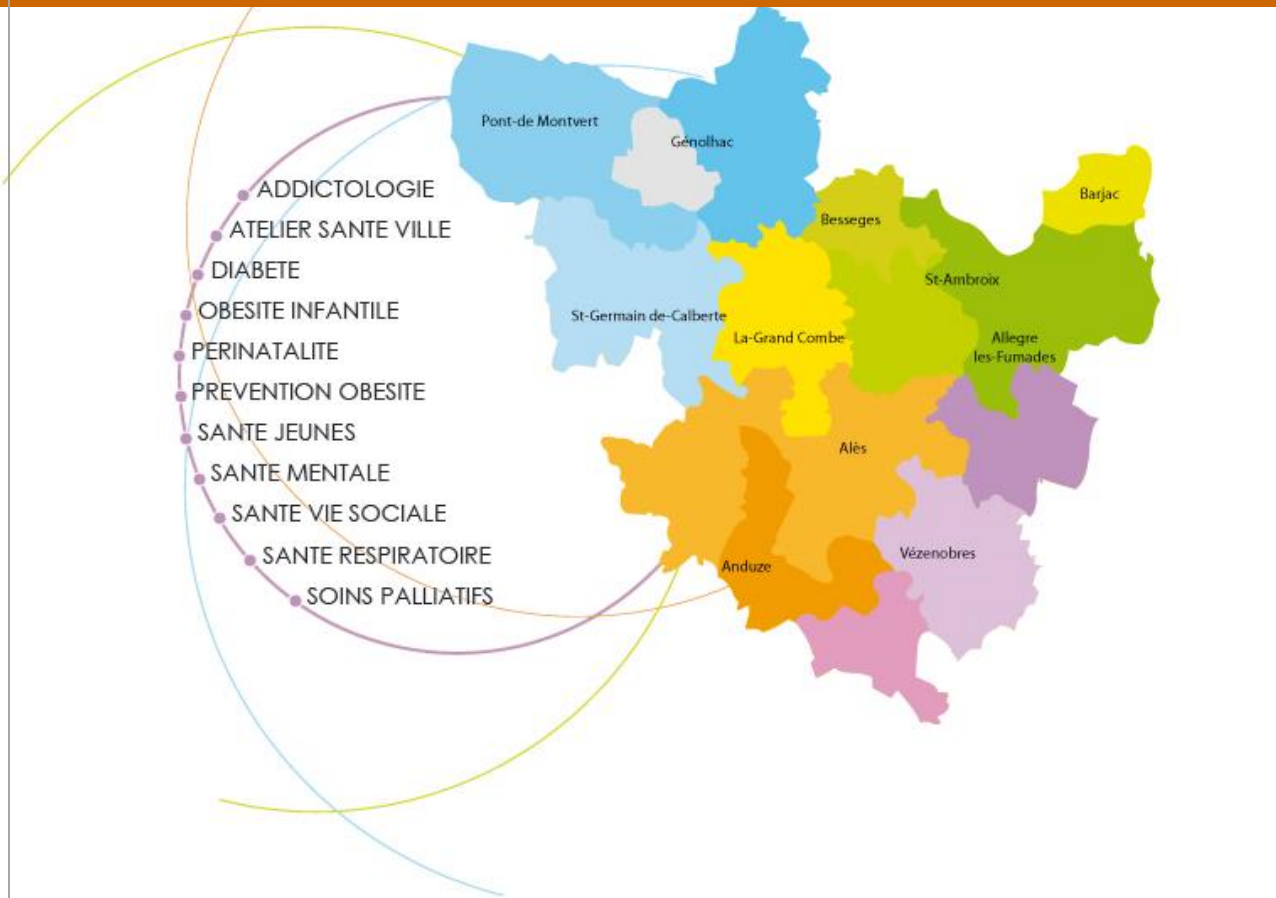 ADDICTOLOGIE
ATELIER SANTE VILLE
DIABETE
OBESITE INFANTILE
PERINATALITE
PREVENTION OBESITE
SANTE JEUNES
SANTE MENTALE
SANTE VIE SOCIALE
SANTE RESPIRATOIRE
SOINS PALLIATIFS
Pont-de Montvert
Génolhac
Barjac
Besseges
St-Ambroix
St-Germain de-Calberte
La-Grand Combe
Allegre
les-Fumades
Alès
Vézenobres
Anduze